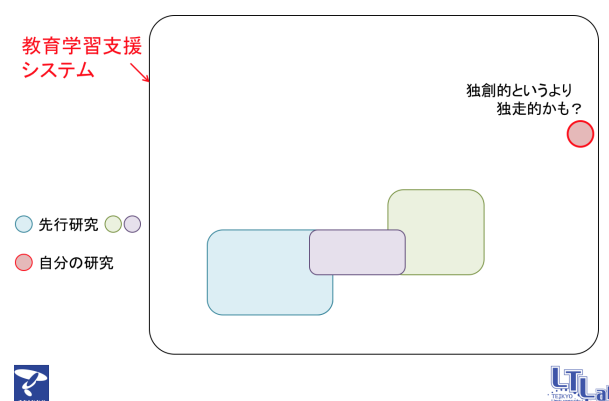 教育学習支援
システム
独創的というより
独走的かも？
先行研究
自分の研究
LTLab
TEIKYO